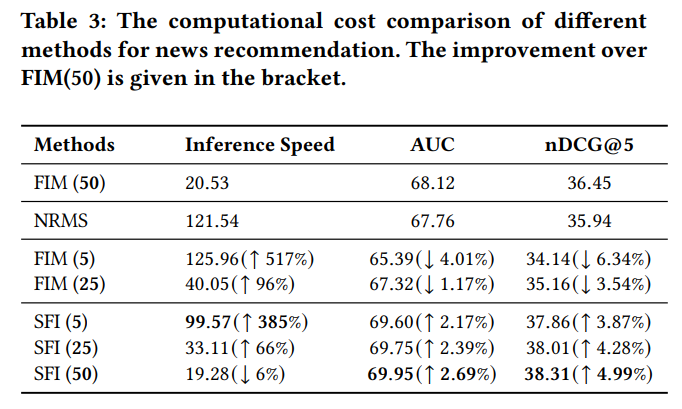 Table 3: The computational cost comparison of different
methods for news recommendation. The improvement over
FIM(50) is given in the bracket.
Methods Inference Speed AUC nDCG@5
FIM (50) 20.53 68.12 36.45
NRMS 121.54 67.76 35.94
FIM (5) 125.96(↑ 517%) 65.39(↓ 4.01%) 34.14(↓ 6.34%)
FIM (25) 40.05(↑ 96%) 67.32(↓ 1.17%) 35.16(↓ 3.54%)
SFI (5) 99.57(↑ 385%) 69.60(↑ 2.17%) 37.86(↑ 3.87%)
SFI (25) 33.11(↑ 66%) 69.75(↑ 2.39%) 38.01(↑ 4.28%)
SFI (50) 19.28(↓ 6%) 69.95(↑ 2.69%) 38.31(↑ 4.99%)